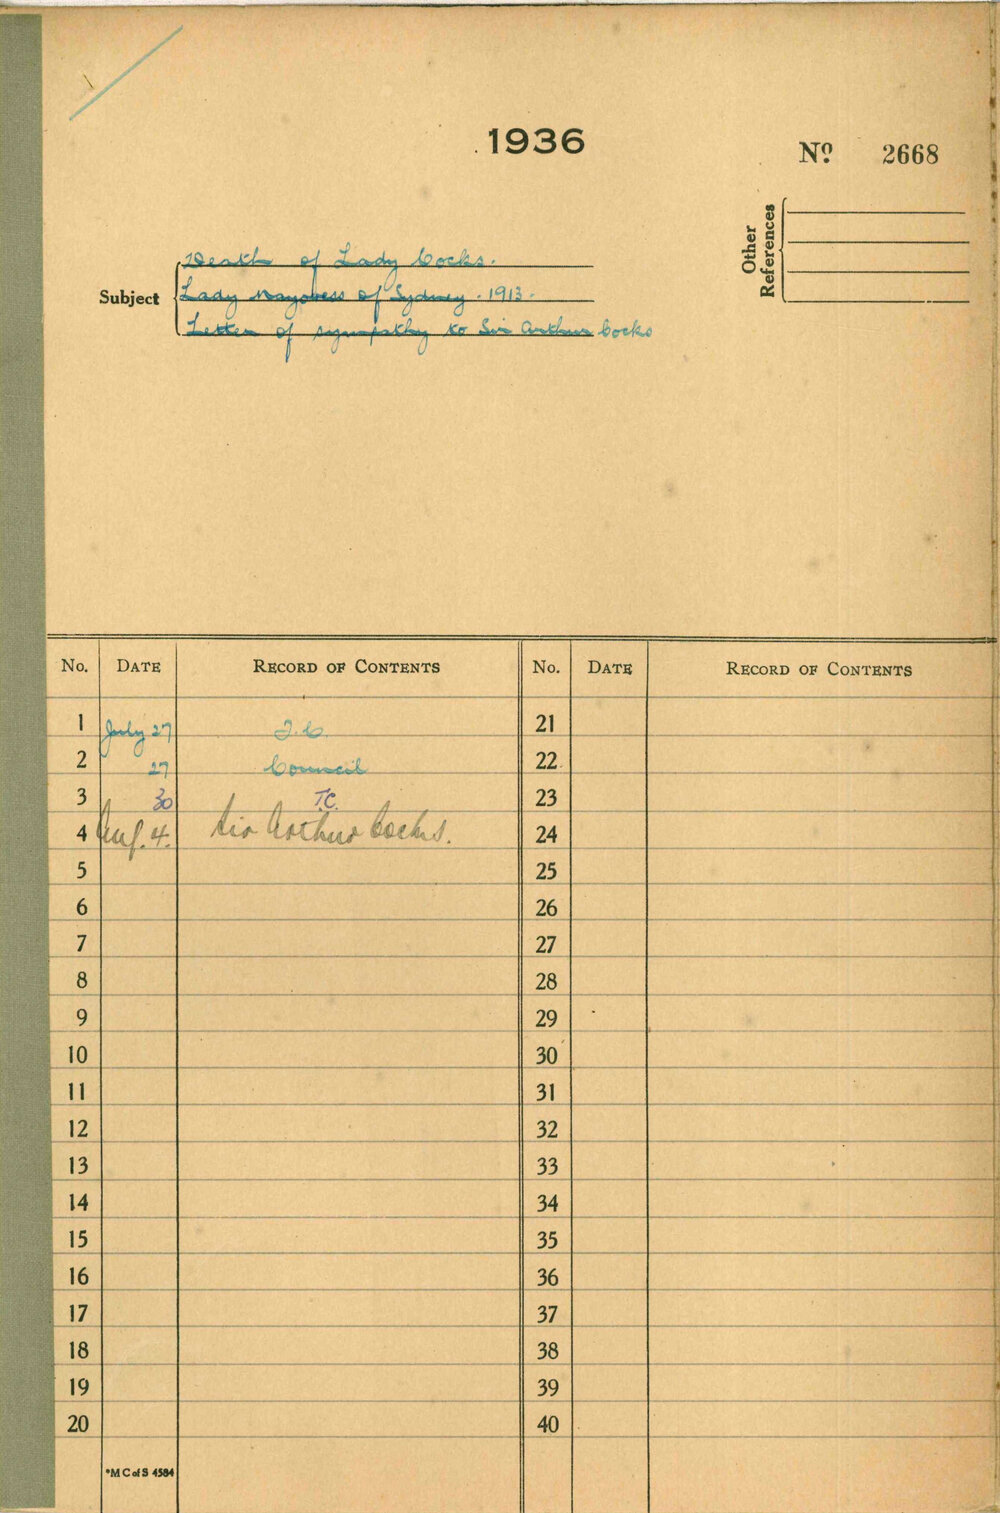 1936
No. 2668
Other References
Subject
Death of Lady Cocks.
Lady Mayoress of Sydney. 1913.
Letter of sympathy to Sir Arthur Cocks
No. DATE RECORD OF CONTENTS No. DATE RECORD OF CONTENTS
1 July 27 T.C. 21
2 27 Council 22
3 30 T.C. 23
4 Aug. 4. Sir Arthur Cocks. 24
5 25
6 26
7 27
8 28
9 29
10 30
11 31
12 32
13 33
14 34
15 35
16 36
17 37
18 38
19 39
20 40
*M C of S 4584